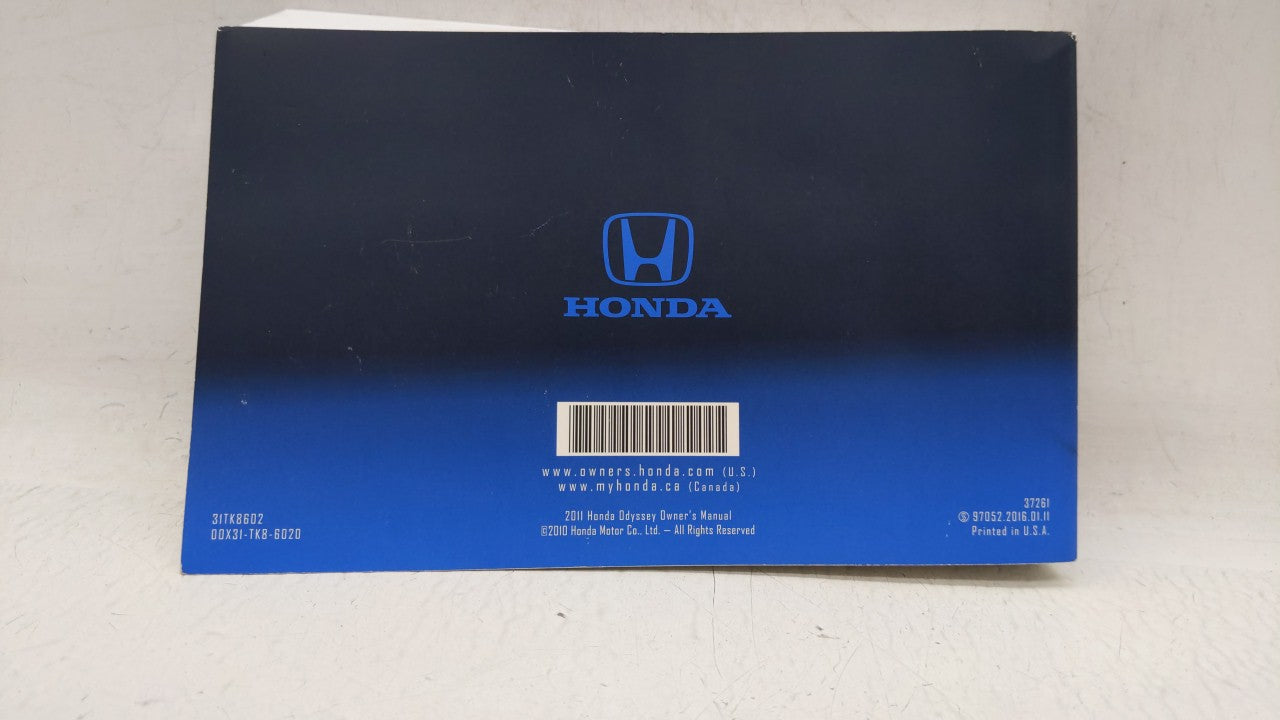 HONDA
www.owners.honda.com (U.S.)
www.myhonda.ca (Canada)
2011 Honda Odyssey Owner's Manual
©2010 Honda Motor Co., Ltd. — All Rights Reserved
31TK8602
00X31-TK8-6020
37261
Ⓢ 97052.2016.01.11
Printed in U.S.A.